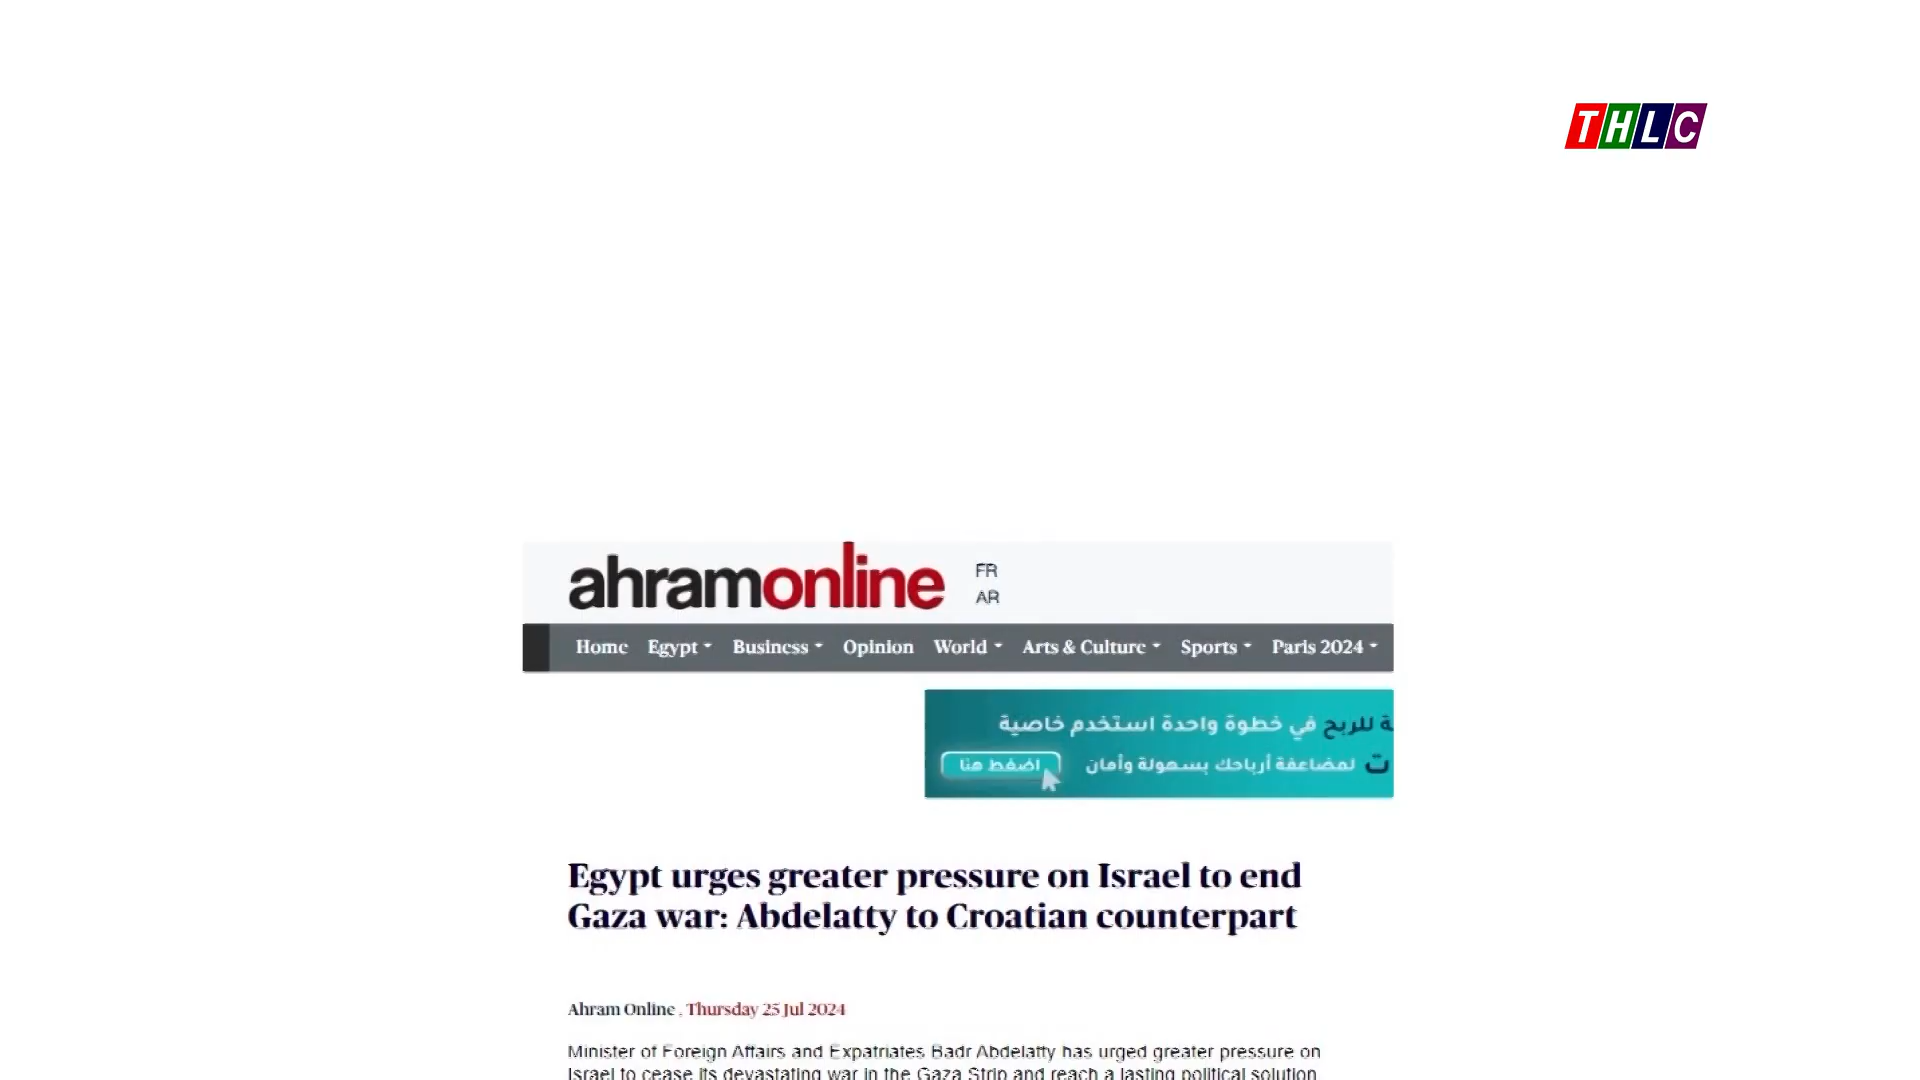 THLC
ahramonline
FR
AR
Home Egypt Business Opinion World Arts & Culture Sports Paris 2024
ة للربح في خطوة واحدة استخدم خاصية
ت لمضاعفة أرباحك بسهولة وأمان
اضغط هنا
Egypt urges greater pressure on Israel to end
Gaza war: Abdelatty to Croatian counterpart
Ahram Online , Thursday 25 Jul 2024
Minister of Foreign Affairs and Expatriates Badr Abdelatty has urged greater pressure on
Israel to cease its devastating war in the Gaza Strip and reach a lasting political solution